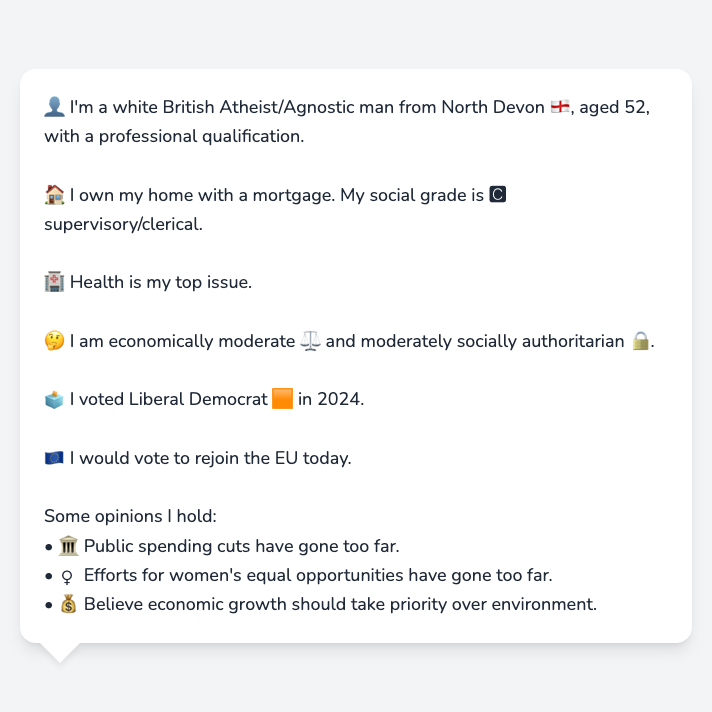 👤 I'm a white British Atheist/Agnostic man from North Devon 🏴󠁧󠁢󠁥󠁮󠁧󠁿, aged 52,
with a professional qualification.
🏠 I own my home with a mortgage. My social grade is 🅲
supervisory/clerical.
🏥 Health is my top issue.
🤔 I am economically moderate ⚖️ and moderately socially authoritarian 🔒.
🗳️ I voted Liberal Democrat 🟧 in 2024.
🇪🇺 I would vote to rejoin the EU today.
Some opinions I hold:
• 🏛️ Public spending cuts have gone too far.
• ♀ Efforts for women's equal opportunities have gone too far.
• 💰 Believe economic growth should take priority over environment.